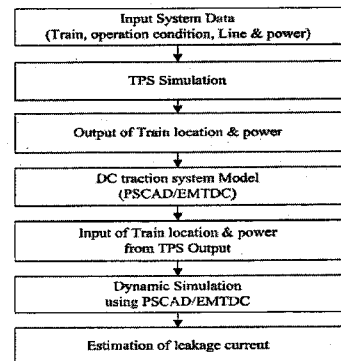 Input System Data
(Train, operation condition, Line & power)
TPS Simulation
Output of Train location & power
DC traction system Model
(PSCAD/EMTDC)
Input of Train location & power
from TPS Output
Dynamic Simulation
using PSCAD/EMTDC
Estimation of leakage current